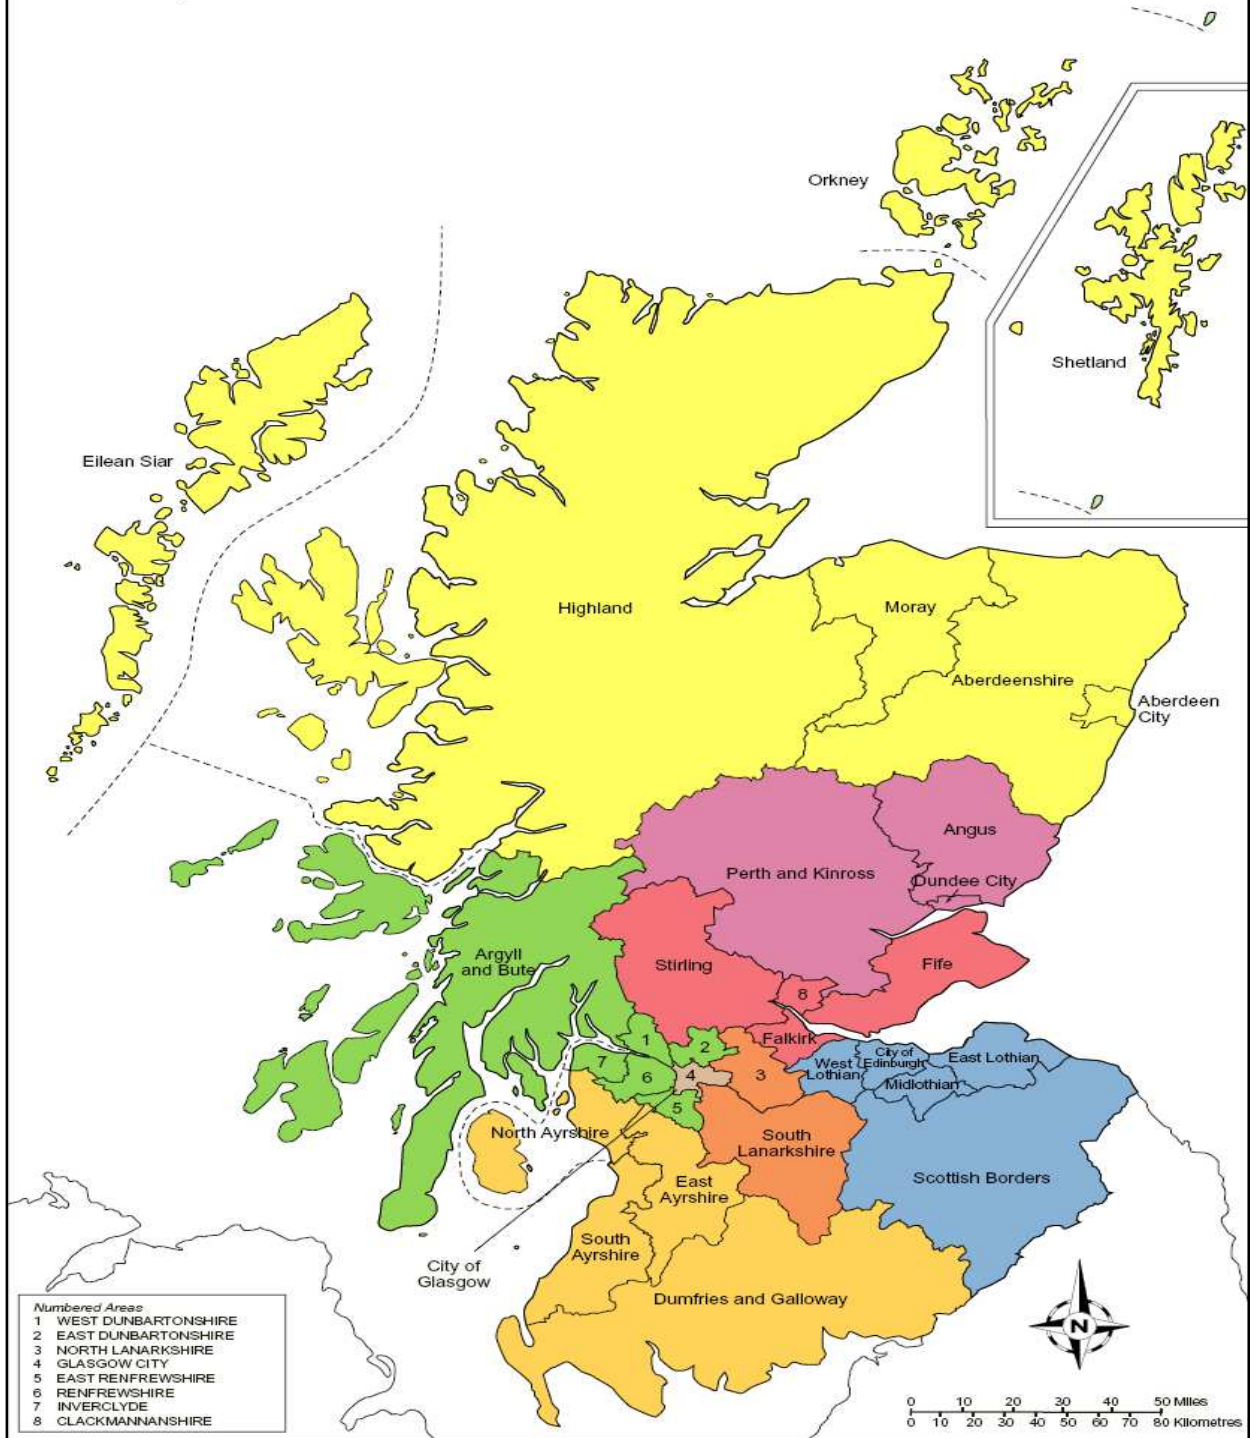 Orkney
Shetland
Eilean Siar
Highland
Moray
Aberdeenshire
Aberdeen
City
Angus
Perth and Kinross
Dundee City
Argyll
and Bute
Stirling
Fife
8
1
2
Falkirk
7
6
4
3
5
West
Lothian
City of
Edinburgh
East Lothian
Midlothian
North Ayrshire
South
Lanarkshire
East
Ayrshire
Scottish Borders
South
Ayrshire
City of
Glasgow
Dumfries and Galloway
Numbered Areas
1 WEST DUNBARTONSHIRE
2 EAST DUNBARTONSHIRE
3 NORTH LANARKSHIRE
4 GLASGOW CITY
5 EAST RENFREWSHIRE
6 RENFREWSHIRE
7 INVERCLYDE
8 CLACKMANNANSHIRE
N
0 10 20 30 40 50 Miles
0 10 20 30 40 50 60 70 80 Kilometres